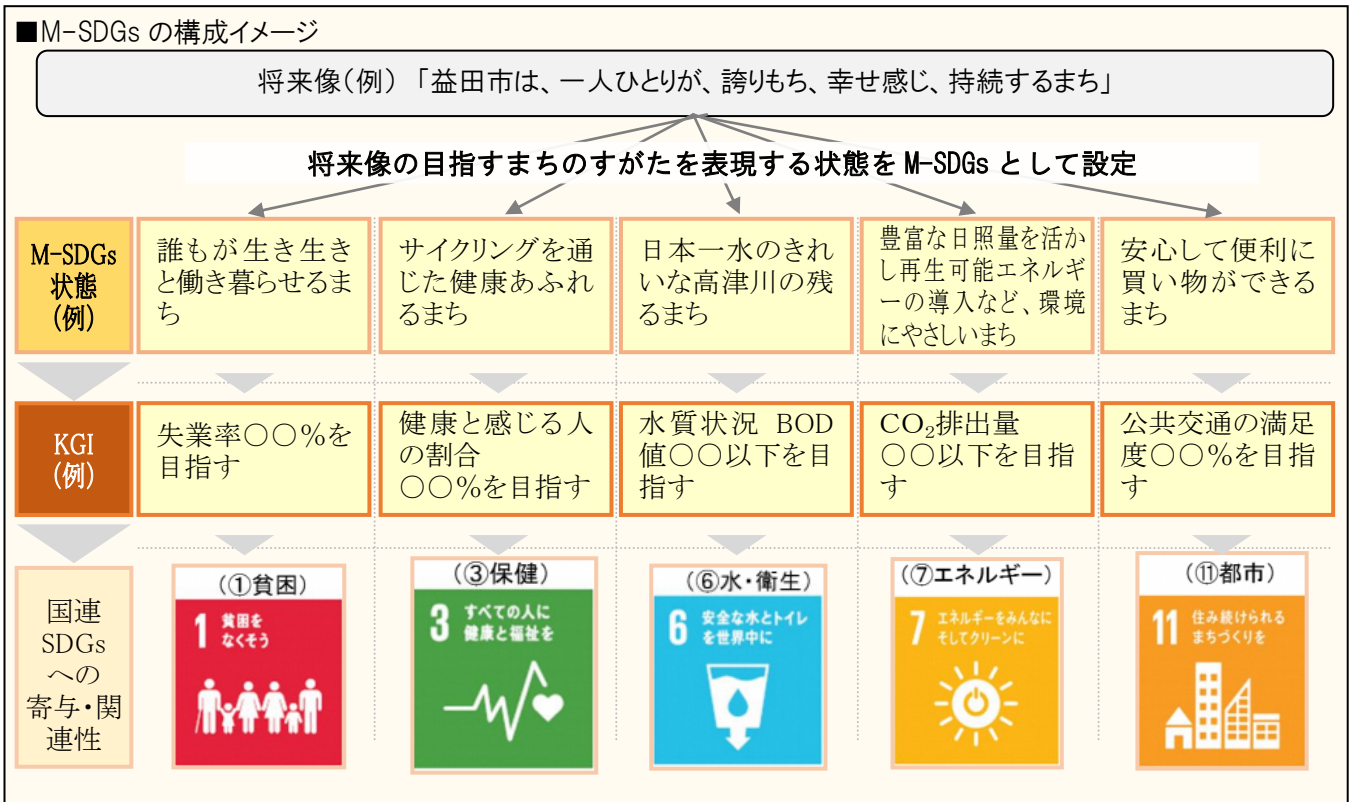 ■M-SDGs の構成イメージ
将来像(例) 「益田市は、一人ひとりが、誇りもち、幸せ感じ、持続するまち」
将来像の目指すまちのすがたを表現する状態を M-SDGs として設定
M-SDGs
状態
(例)
誰もが生き生き
と働き暮らせるま
ち
サイクリングを通
じた健康あふれ
るまち
日本一水のきれ
いな高津川の残
るまち
豊富な日照量を活か
し再生可能エネルギ
ーの導入など、環境
にやさしいまち
安心して便利に
買い物ができる
まち
KGI
(例)
失業率〇〇%を
目指す
健康と感じる人
の割合
〇〇%を目指す
水質状況 BOD
値〇〇以下を目
指す
CO₂排出量
〇〇以下を目指
す
公共交通の満足
度〇〇%を目指
す
国連
SDGs
への
寄与・関
連性
(①貧困)
1 貧困を
なくそう
(③保健)
3 すべての人に
健康と福祉を
(⑥水・衛生)
6 安全な水とトイレ
を世界中に
(⑦エネルギー)
7 エネルギーをみんなに
そしてクリーンに
(⑪都市)
11 住み続けられる
まちづくりを